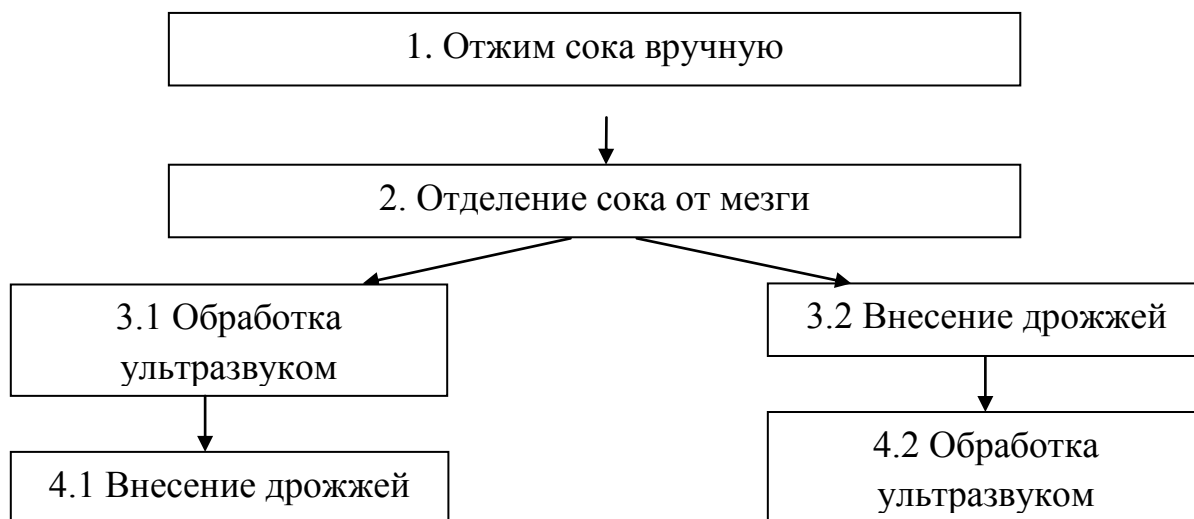 1. Отжим сока вручную
2. Отделение сока от мезги
3.1 Обработка
ультразвуком
3.2 Внесение дрожжей
4.1 Внесение дрожжей
4.2 Обработка
ультразвуком